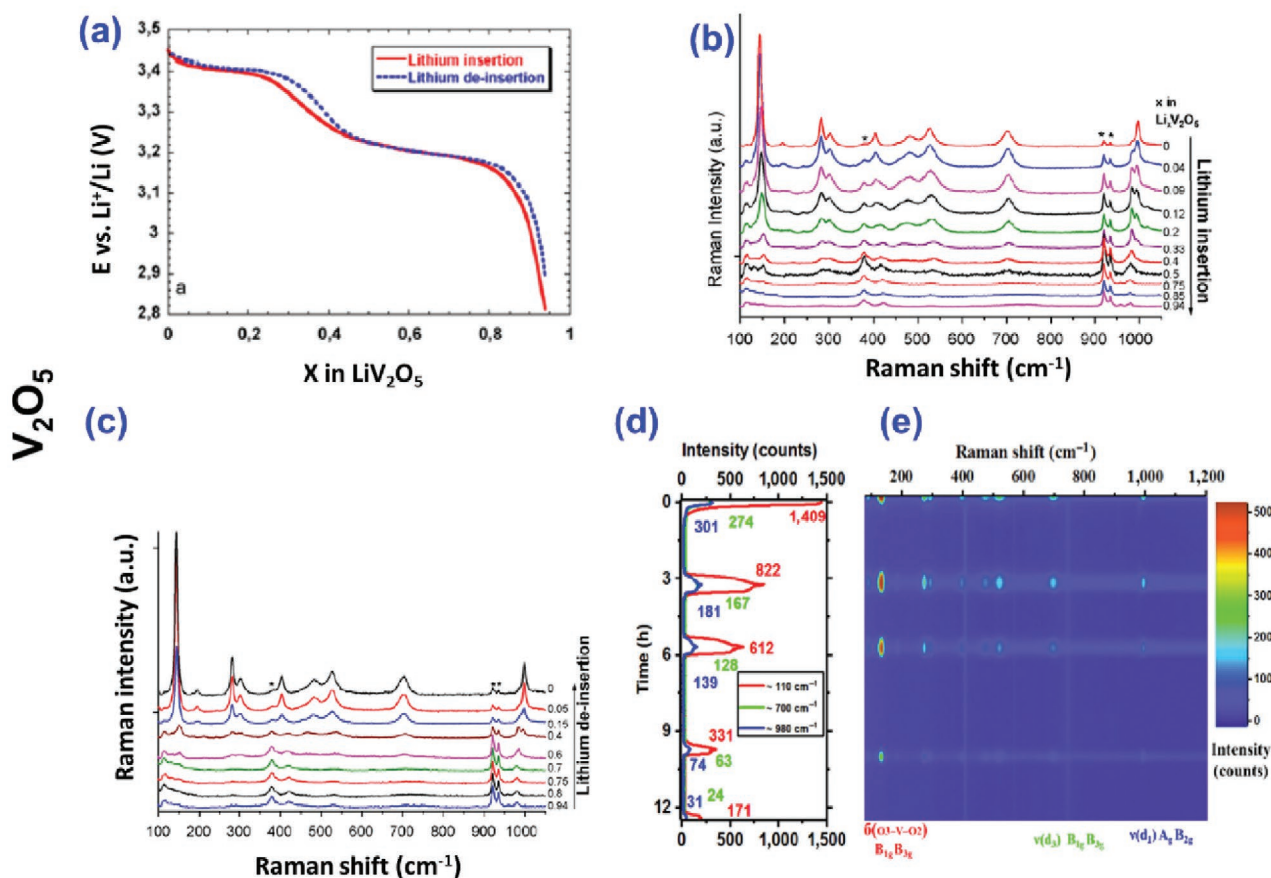 V₂O₅
(a)
E vs. Li⁺/Li (V)
3,5
3,4
3,3
3,2
3,1
3
2,9
2,8
Lithium insertion
Lithium de-insertion
a
0 0,2 0,4 0,6 0,8 1
X in LiV₂O₅
(b)
Raman Intensity (a.u.)
x in
LiₓV₂O₅
* * *
0
0.04
0.09
0.12
0.2
0.33
0.4
0.5
0.75
0.85
0.94
Lithium insertion
100 200 300 400 500 600 700 800 900 1000
Raman shift (cm⁻¹)
(c)
Raman intensity (a.u.)
* **
0
0.05
0.15
0.4
0.6
0.7
0.75
0.8
0.94
Lithium de-insertion
100 200 300 400 500 600 700 800 900 1000
Raman shift (cm⁻¹)
(d)
Intensity (counts)
0 500 1,000 1,500
Time (h)
0
3
6
9
12
1,409
274
301
822
167
181
612
128
139
~ 110 cm⁻¹
~ 700 cm⁻¹
~ 980 cm⁻¹
331
63
74
24
31
171
0 500 1,000 1,500
(e)
Raman shift (cm⁻¹)
200 400 600 800 1,000 1,200
500
400
300
200
100
0
Intensity
(counts)
б(O3–V–O2)
B1gB3g
ν(d₃) B1gB3g
ν(d₁) AgB2g